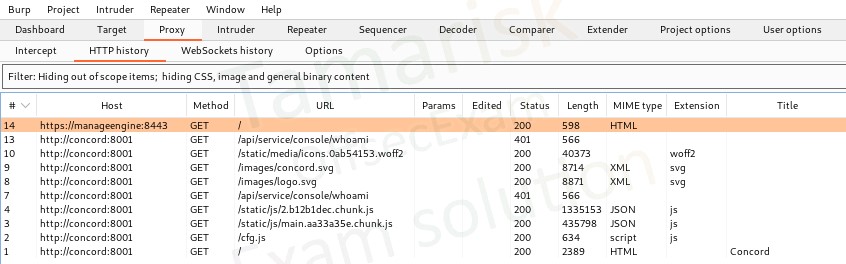 Burp Project Intruder Repeater Window Help
Dashboard Target Proxy Intruder Repeater Sequencer Decoder Comparer Extender Project options User options
Intercept HTTP history WebSockets history Options
Filter: Hiding out of scope items; hiding CSS, image and general binary content
# Host Method URL Params Edited Status Length MIME type Extension Title
14 https://manageengine:8443 GET / 200 598 HTML
13 http://concord:8001 GET /api/service/console/whoami 401 566
10 http://concord:8001 GET /static/media/icons.0ab54153.woff2 200 40373 woff2
9 http://concord:8001 GET /images/concord.svg 200 8714 XML svg
8 http://concord:8001 GET /images/logo.svg 200 8871 XML svg
7 http://concord:8001 GET /api/service/console/whoami 401 566
4 http://concord:8001 GET /static/js/2.b12b1dec.chunk.js 200 1335153 JSON js
3 http://concord:8001 GET /static/js/main.aa33a35e.chunk.js 200 435798 JSON js
2 http://concord:8001 GET /cfg.js 200 634 script js
1 http://concord:8001 GET / 200 2389 HTML Concord
Tamarisk
Exam solution